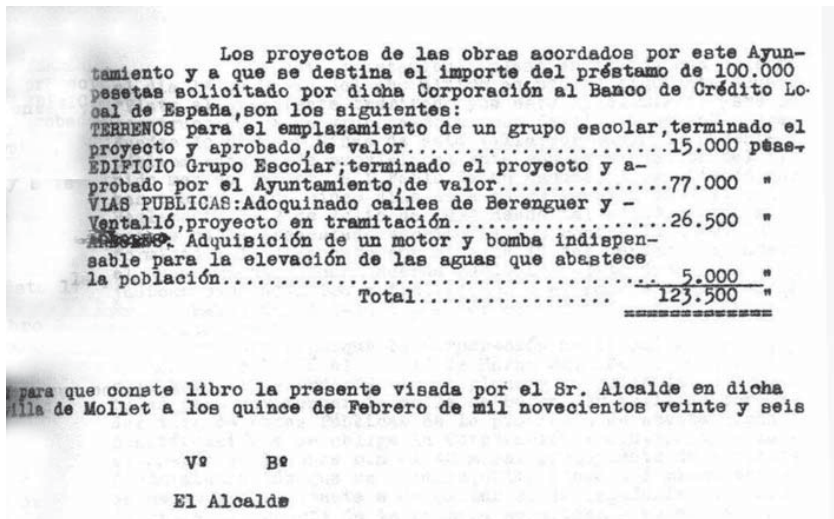 Los proyectos de las obras acordados por este Ayun-
tamiento y a que se destina el importe del préstamo de 100.000
pesetas solicitado por dicha Corporación al Banco de Crédito Lo-
cal de España,son los siguientes:
TERRENOS para el emplazamiento de un grupo escolar,terminado el
proyecto y aprobado,de valor...................15.000 ptas.
EDIFICIO Grupo Escolar;terminado el proyecto y a-
probado por el Ayuntamiento,de valor................77.000 "
VIAS PUBLICAS:Adoquinado calles de Berenguer y -
Ventalló,proyecto en tramitación....................26.500 "
Adquisición de un motor y bomba indispen-
sable para la elevación de las aguas que abastece
la población......................................... 5.000 "
Total................. 123.500 "
===============
para que conste libro la presente visada por el Sr. Alcalde en dicha
villa de Mollet a los quince de Febrero de mil novecientos veinte y seis
Vº Bº
El Alcalde